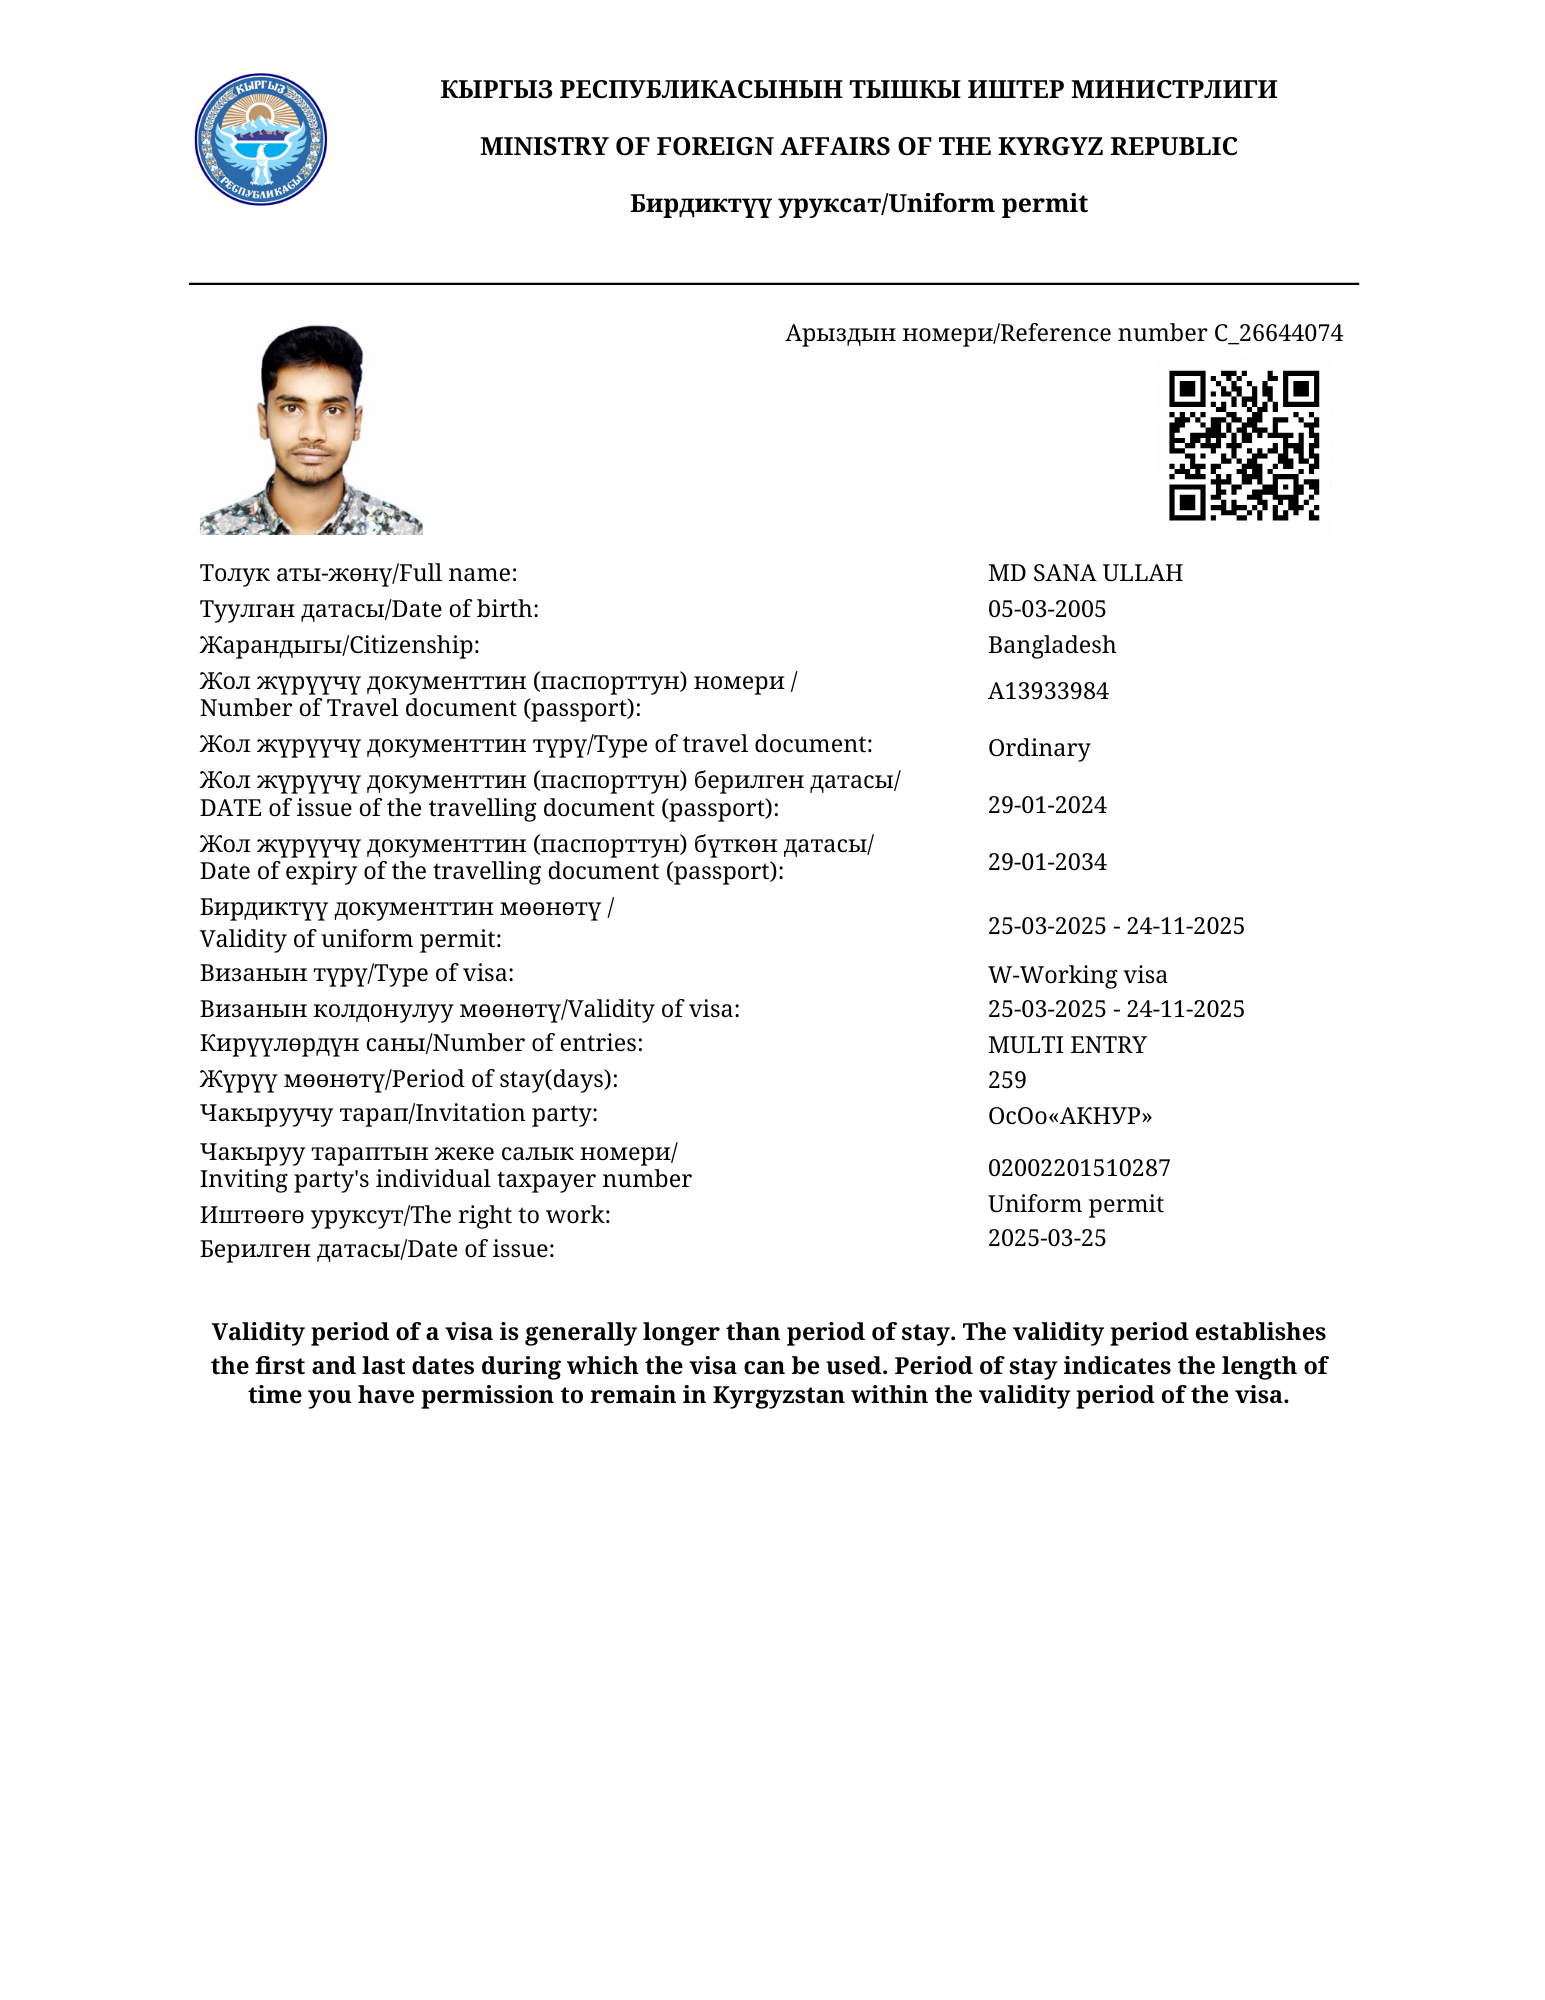 КЫРГЫЗ
РЕСПУБЛИКАСЫ
КЫРГЫЗ РЕСПУБЛИКАСЫНЫН ТЫШКЫ ИШТЕР МИНИСТРЛИГИ
MINISTRY OF FOREIGN AFFAIRS OF THE KYRGYZ REPUBLIC
Бирдиктүү уруксат/Uniform permit
Арыздын номери/Reference number C_26644074
Толук аты-жөнү/Full name: MD SANA ULLAH
Туулган датасы/Date of birth: 05-03-2005
Жарандыгы/Citizenship: Bangladesh
Жол жүрүүчү документтин (паспорттун) номери /
Number of Travel document (passport): A13933984
Жол жүрүүчү документтин түрү/Type of travel document: Ordinary
Жол жүрүүчү документтин (паспорттун) берилген датасы/
DATE of issue of the travelling document (passport): 29-01-2024
Жол жүрүүчү документтин (паспорттун) бүткөн датасы/
Date of expiry of the travelling document (passport): 29-01-2034
Бирдиктүү документтин мөөнөтү /
Validity of uniform permit: 25-03-2025 - 24-11-2025
Визанын түрү/Type of visa: W-Working visa
Визанын колдонулуу мөөнөтү/Validity of visa: 25-03-2025 - 24-11-2025
Кирүүлөрдүн саны/Number of entries: MULTI ENTRY
Жүрүү мөөнөтү/Period of stay(days): 259
Чакыруучу тарап/Invitation party: ОсОо«АКНУР»
Чакыруу тараптын жеке салык номери/
Inviting party's individual taxpayer number 02002201510287
Иштөөгө уруксут/The right to work: Uniform permit
Берилген датасы/Date of issue: 2025-03-25
Validity period of a visa is generally longer than period of stay. The validity period establishes
the first and last dates during which the visa can be used. Period of stay indicates the length of
time you have permission to remain in Kyrgyzstan within the validity period of the visa.